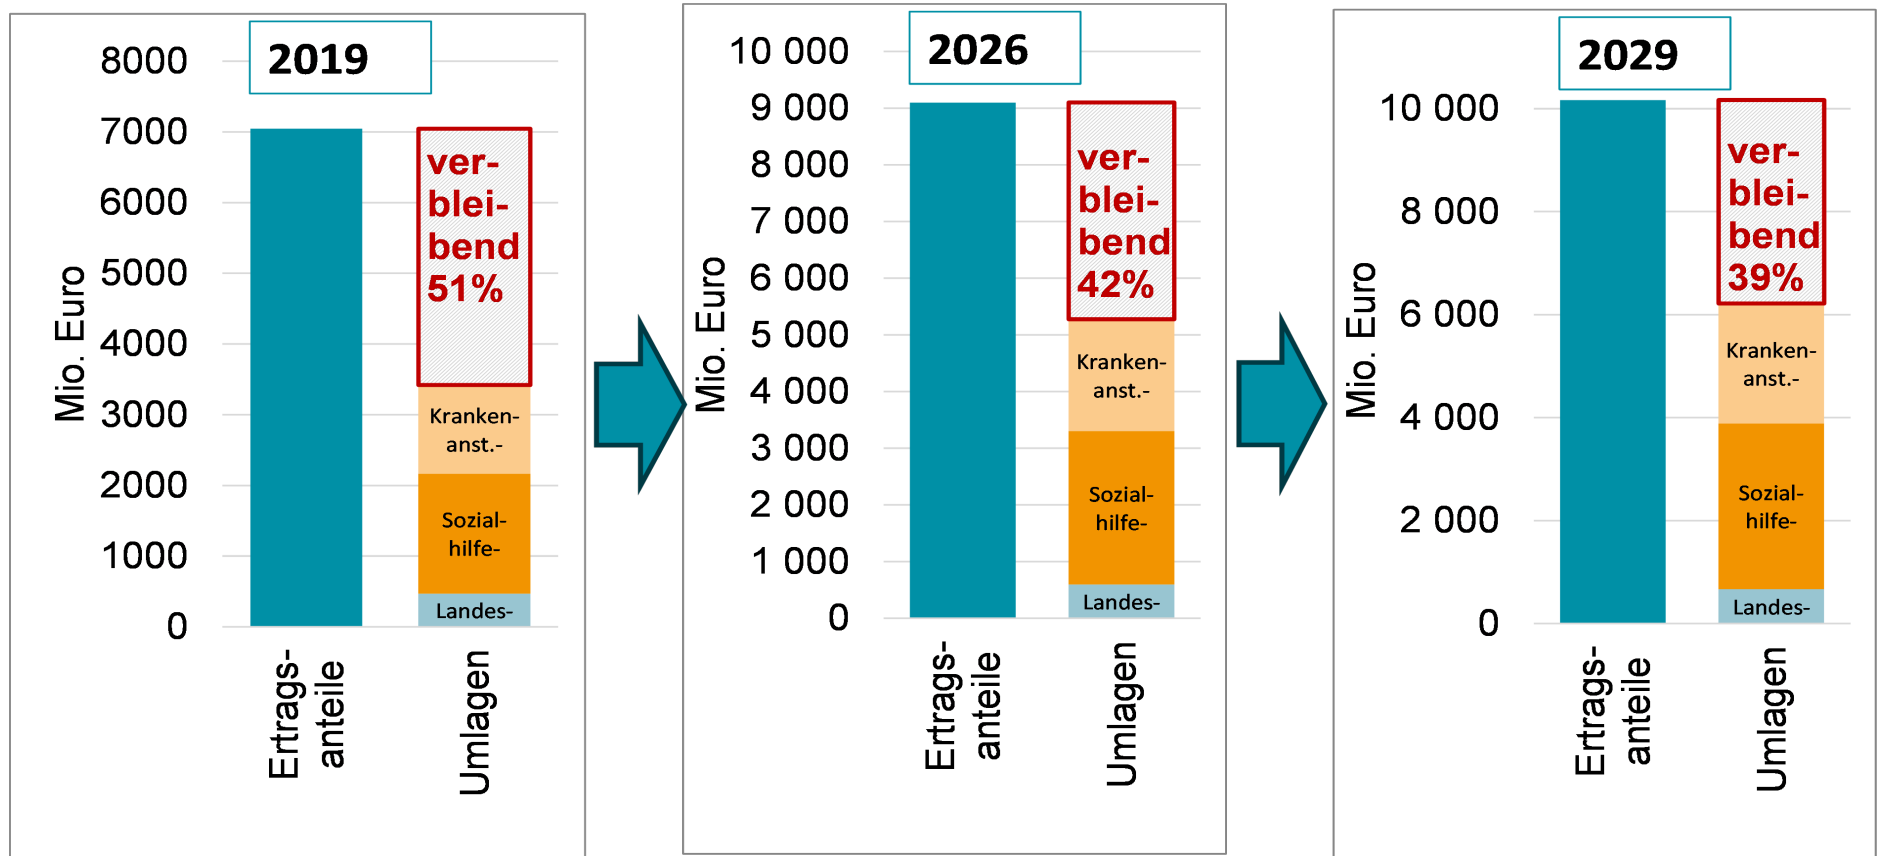 2019
8000
7000
6000
5000
4000
3000
2000
1000
0
Mio. Euro
ver-
blei-
bend
51%
Kranken-
anst.-
Sozial-
hilfe-
Landes-
Ertrags-
anteile
Umlagen
2026
10 000
9 000
8 000
7 000
6 000
5 000
4 000
3 000
2 000
1 000
0
Mio. Euro
ver-
blei-
bend
42%
Kranken-
anst.-
Sozial-
hilfe-
Landes-
Ertrags-
anteile
Umlagen
2029
10 000
8 000
6 000
4 000
2 000
0
Mio. Euro
ver-
blei-
bend
39%
Kranken-
anst.-
Sozial-
hilfe-
Landes-
Ertrags-
anteile
Umlagen